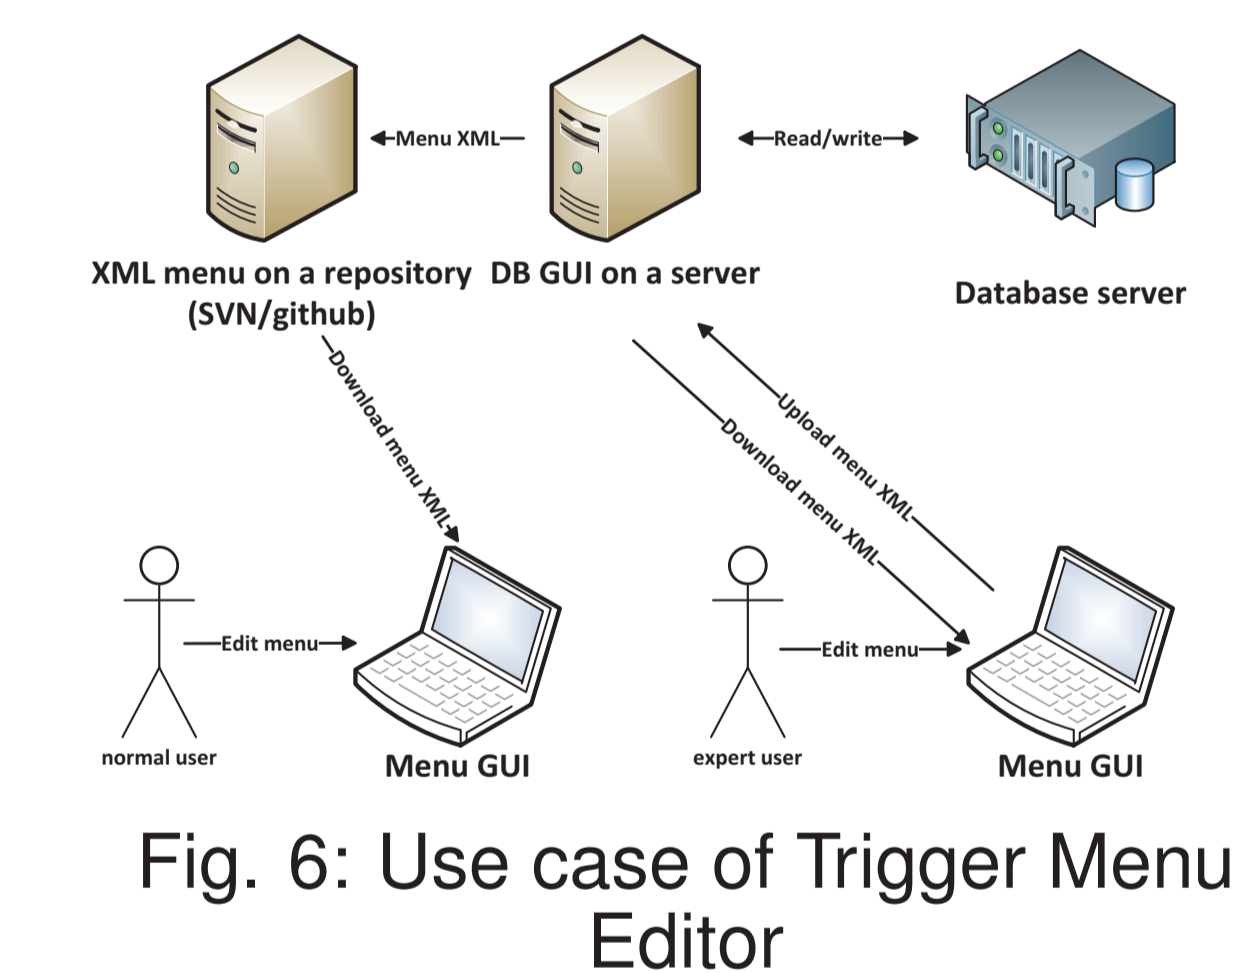 Menu XML
Read/write
XML menu on a repository
(SVN/github)
DB GUI on a server
Database server
Download menu XML
Upload menu XML
Download menu XML
Edit menu
Edit menu
normal user
Menu GUI
expert user
Menu GUI
Fig. 6: Use case of Trigger Menu
Editor